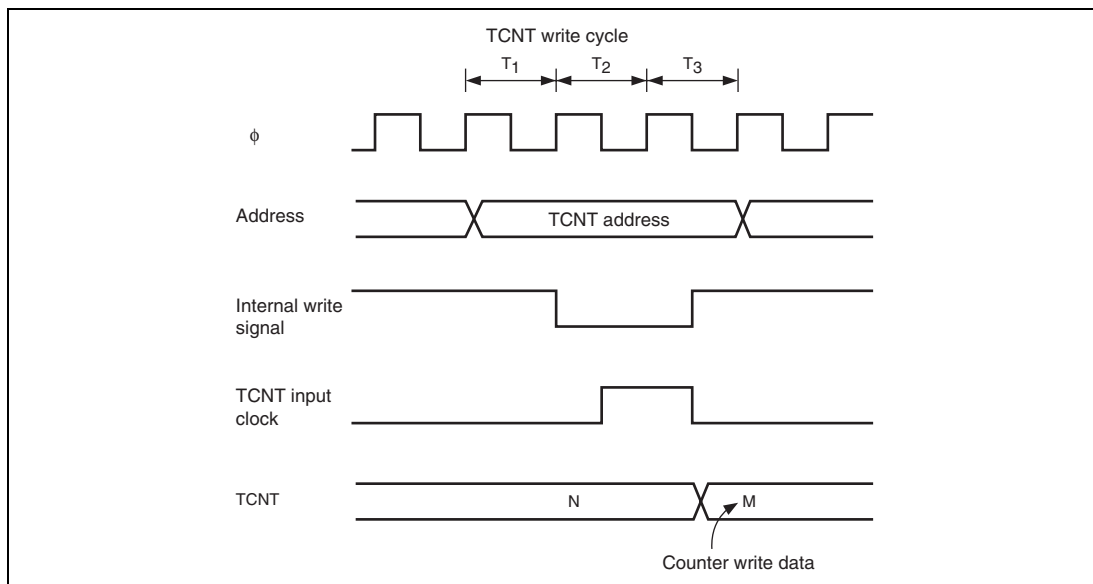 TCNT write cycle
T1 T2 T3
ϕ
Address
TCNT address
Internal write
signal
TCNT input
clock
TCNT
N
M
Counter write data